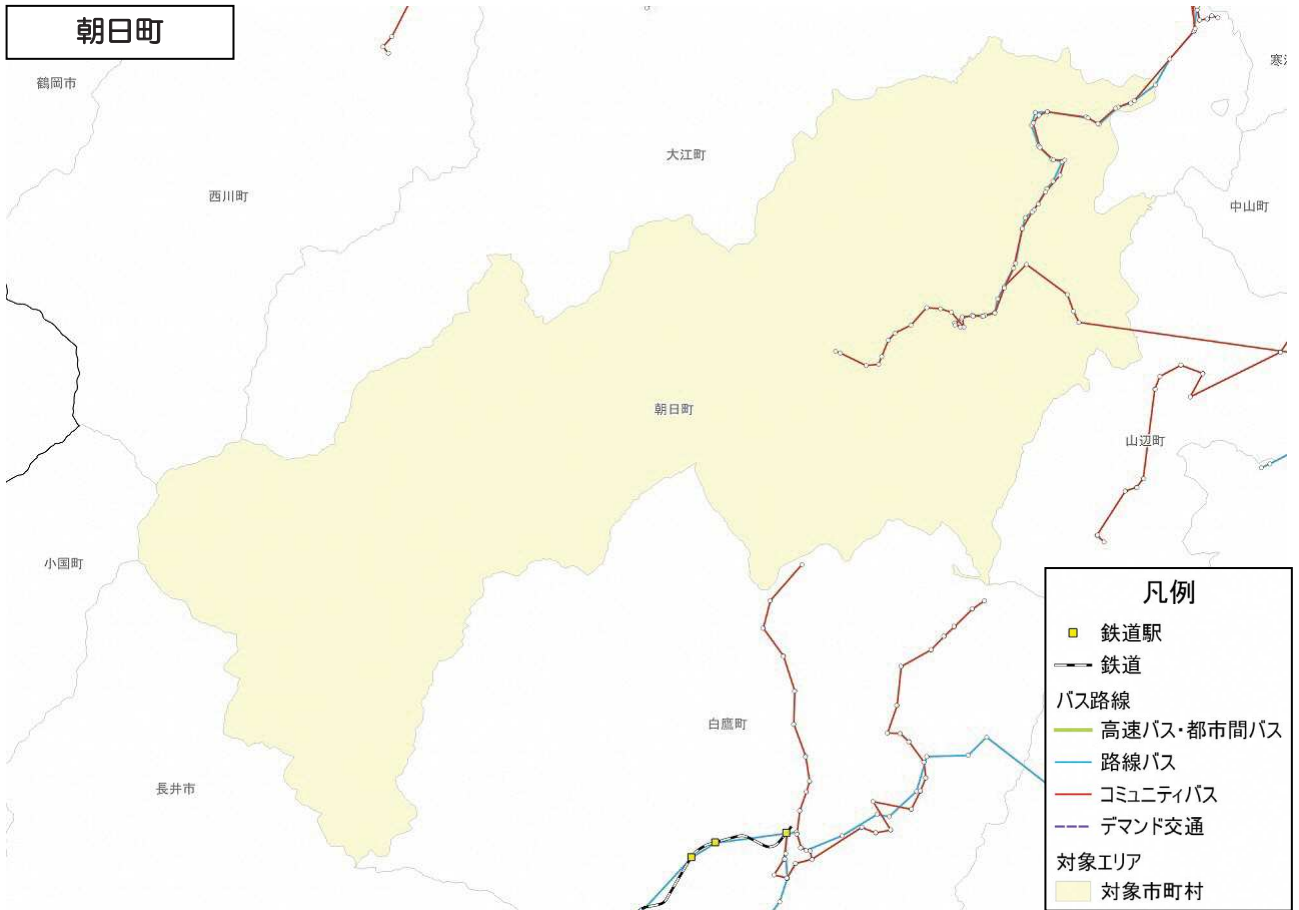 朝日町
鶴岡市
大江町
西川町
中山町
朝日町
山辺町
小国町
白鷹町
長井市
凡例
鉄道駅
鉄道
バス路線
高速バス・都市間バス
路線バス
コミュニティバス
デマンド交通
対象エリア
対象市町村